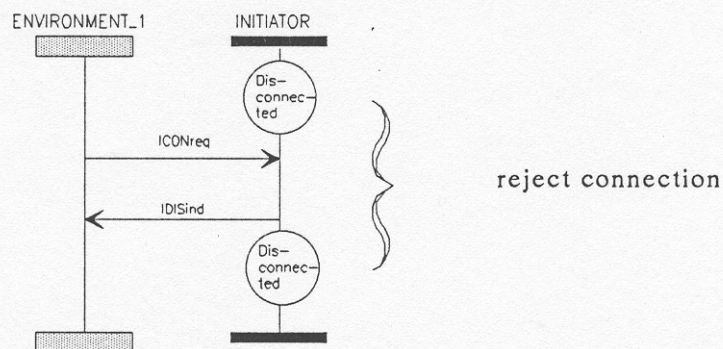 ENVIRONMENT_1
INITIATOR
Dis-
connec-
ted
ICONreq
reject connection
IDISind
Dis-
connec-
ted